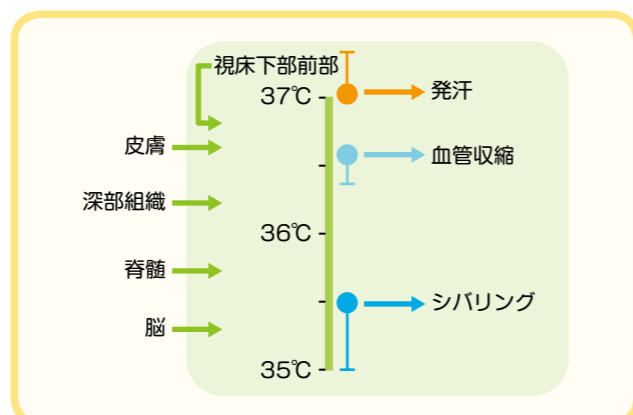 視床下部前部
37℃
発汗
皮膚
血管収縮
深部組織
36℃
脊髄
シバリング
脳
35℃